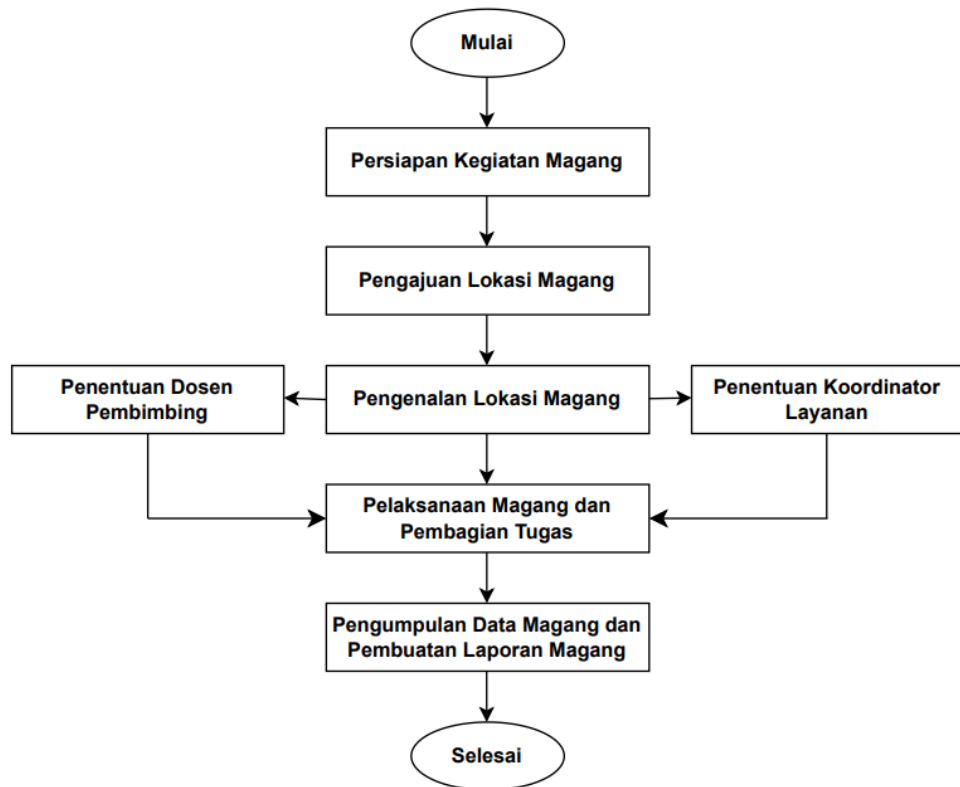 Mulai
Persiapan Kegiatan Magang
Pengajuan Lokasi Magang
Penentuan Dosen
Pembimbing
Pengenalan Lokasi Magang
Penentuan Koordinator
Layanan
Pelaksanaan Magang dan
Pembagian Tugas
Pengumpulan Data Magang dan
Pembuatan Laporan Magang
Selesai